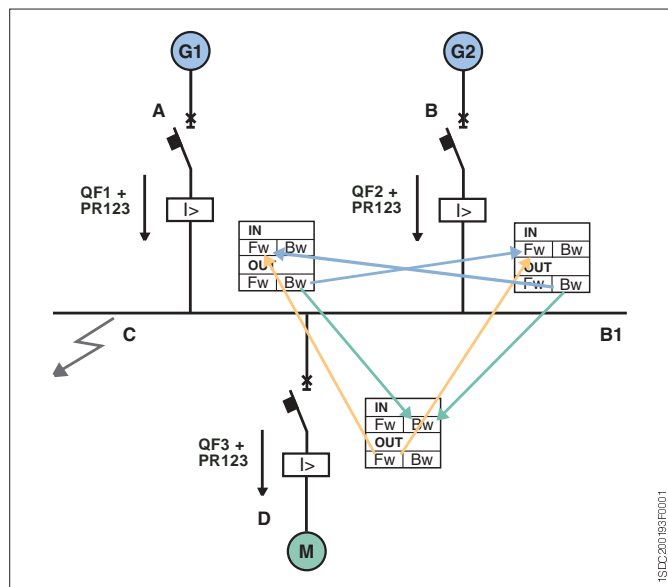 G1
G2
A
B
QF1 +
PR123
I>
QF2 +
PR123
I>
IN
Fw Bw
OUT
Fw Bw
IN
Fw Bw
OUT
Fw Bw
C
B1
QF3 +
PR123
I>
IN
Fw Bw
OUT
Fw Bw
D
M
1SDC200193F0001